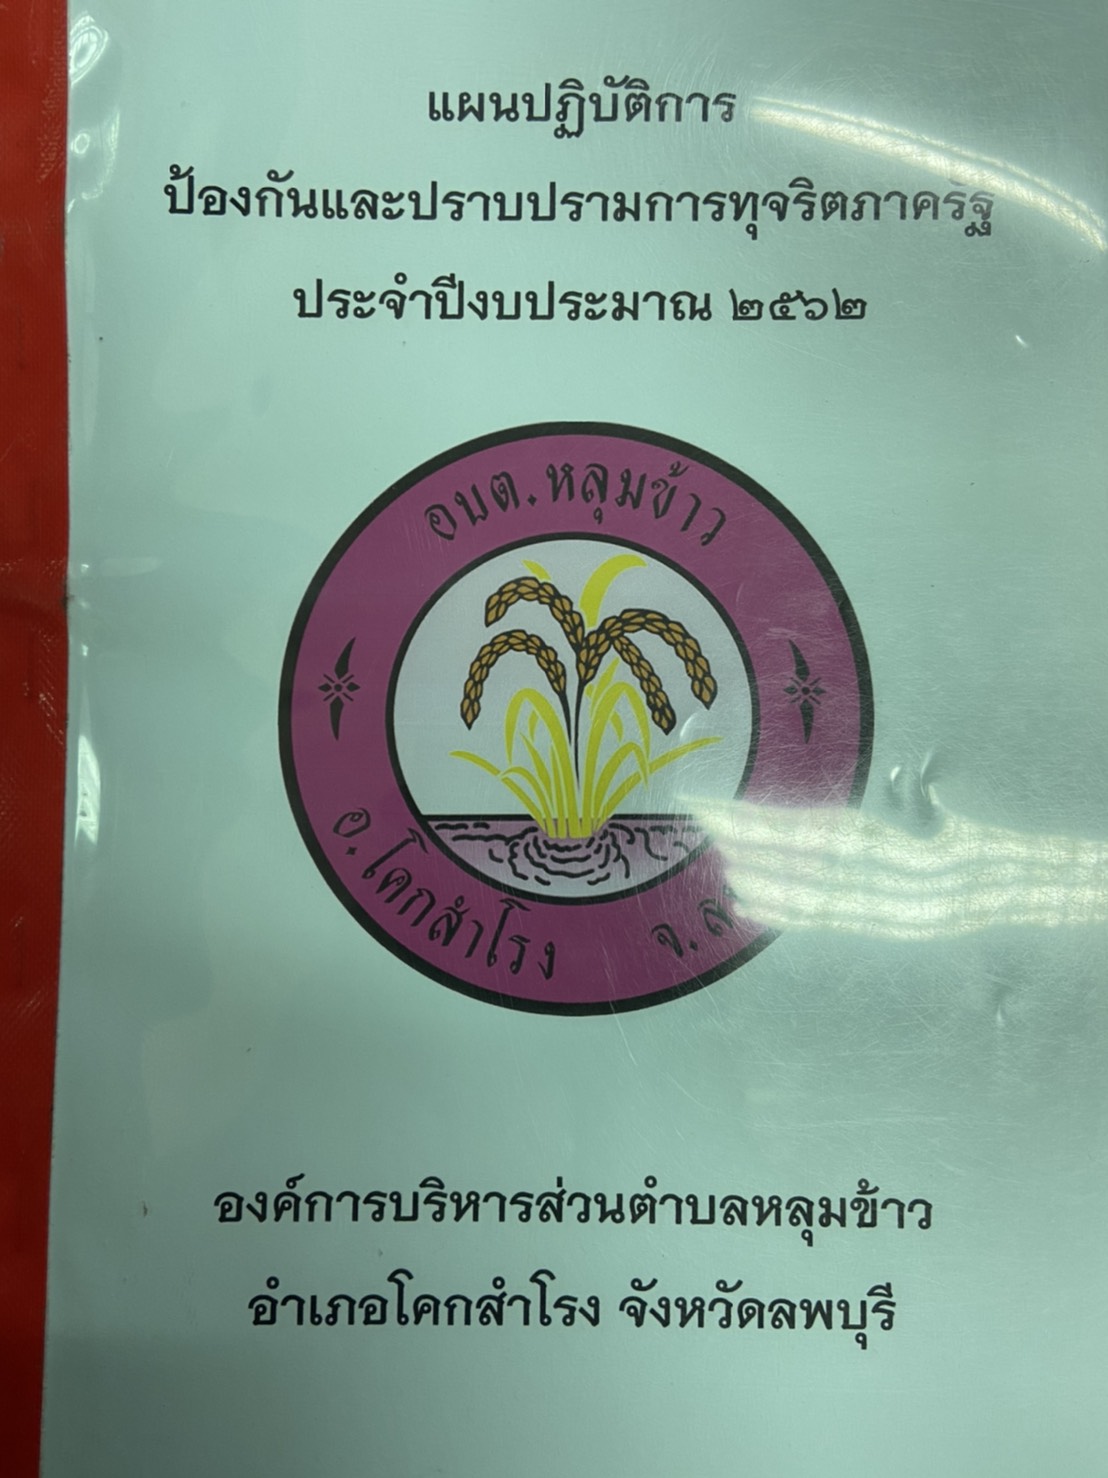 แผนปฏิบัติการ
ป้องกันและปราบปรามการทุจริตภาครัฐ
ประจำปีงบประมาณ ๒๕๖๒
อบต.หลุมข้าว
อ.โคกสำโรง
จ.
องค์การบริหารส่วนตำบลหลุมข้าว
อำเภอโคกสำโรง จังหวัดลพบุรี